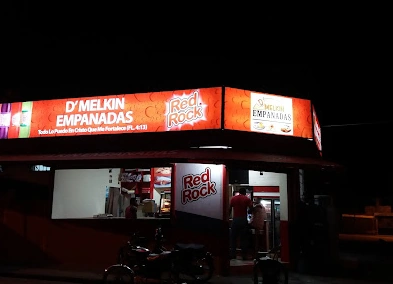 D' MELKIN
EMPANADAS
Todo Lo Puedo En Cristo Que Me Fortalece (FL. 4:13)
Red
Rock
MELKIN
EMPANADAS
Red
Rock